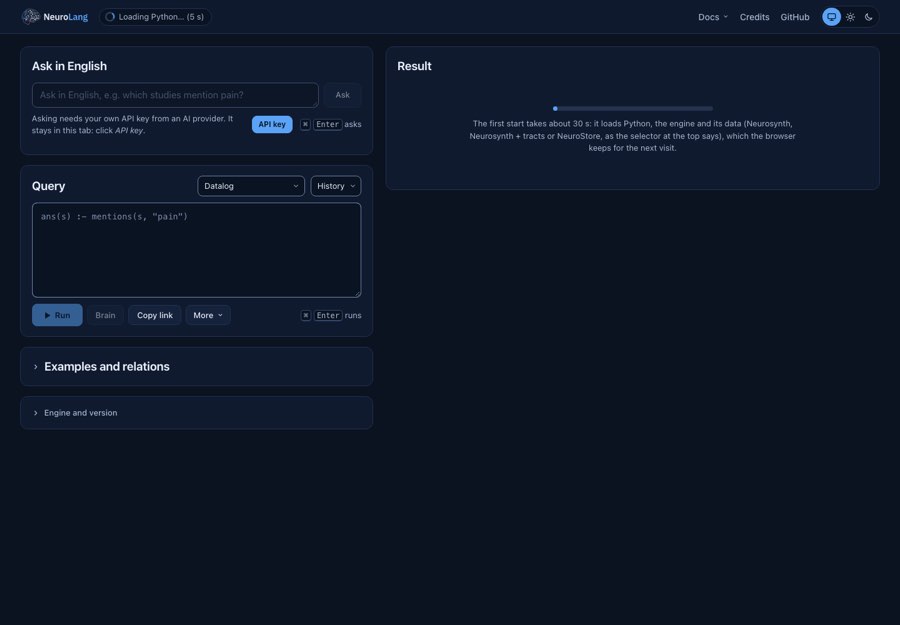 NeuroLang
Loading Python... (5 s)
Docs
Credits
GitHub
Ask in English
Ask in English, e.g. which studies mention pain?
Ask
Asking needs your own API key from an AI provider. It
stays in this tab: click API key.
API key
⌘ Enter asks
Query
Datalog
History
ans(s) :- mentions(s, "pain")
Run
Brain
Copy link
More
⌘ Enter runs
Examples and relations
Engine and version
Result
The first start takes about 30 s: it loads Python, the engine and its data (Neurosynth,
Neurosynth + tracts or NeuroStore, as the selector at the top says), which the browser
keeps for the next visit.